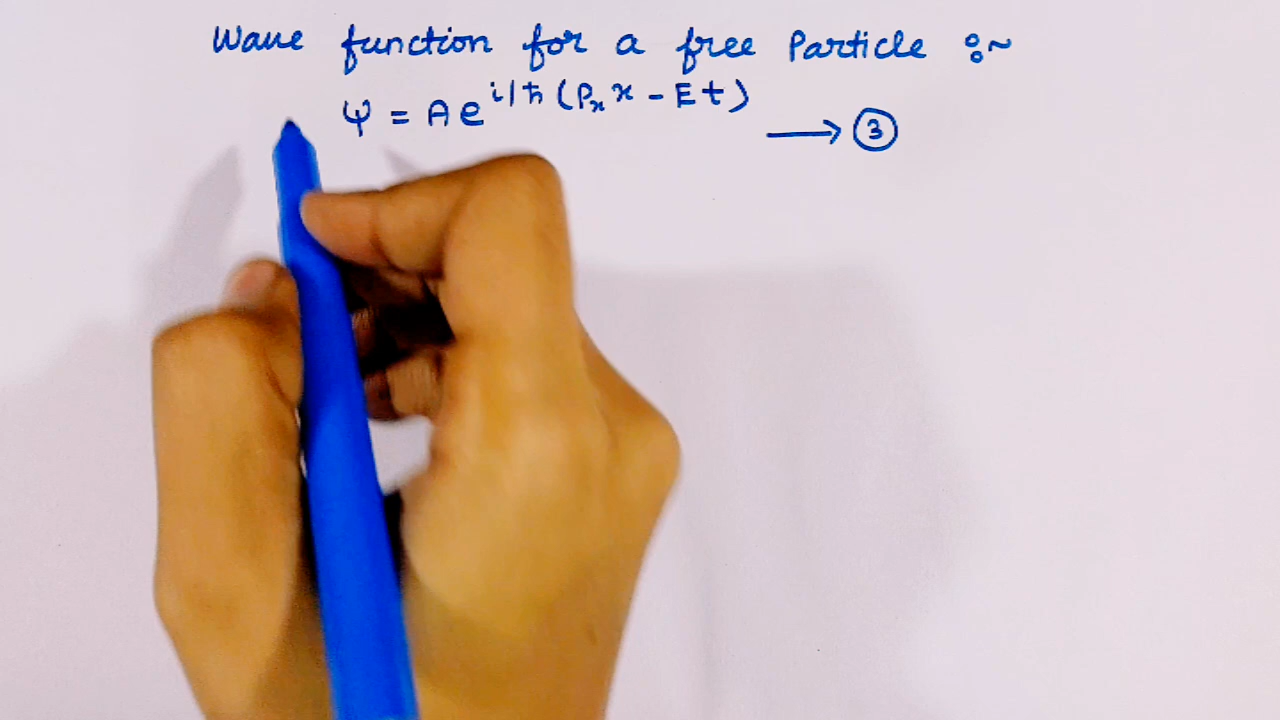 Wave function for a free Particle :~
ψ = A e^{i/ħ (Pₓx - Et)} ⟶ ③